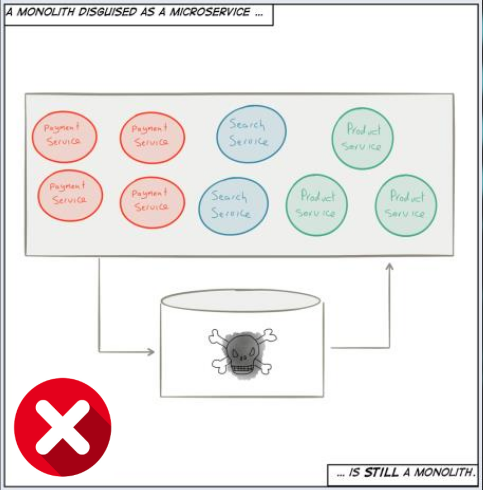 A MONOLITH DISGUISED AS A MICROSERVICE ...
Payment
Service
Payment
Service
Search
Service
Product
Service
Payment
Service
Payment
Service
Search
Service
Product
Service
Product
Service
... IS STILL A MONOLITH.